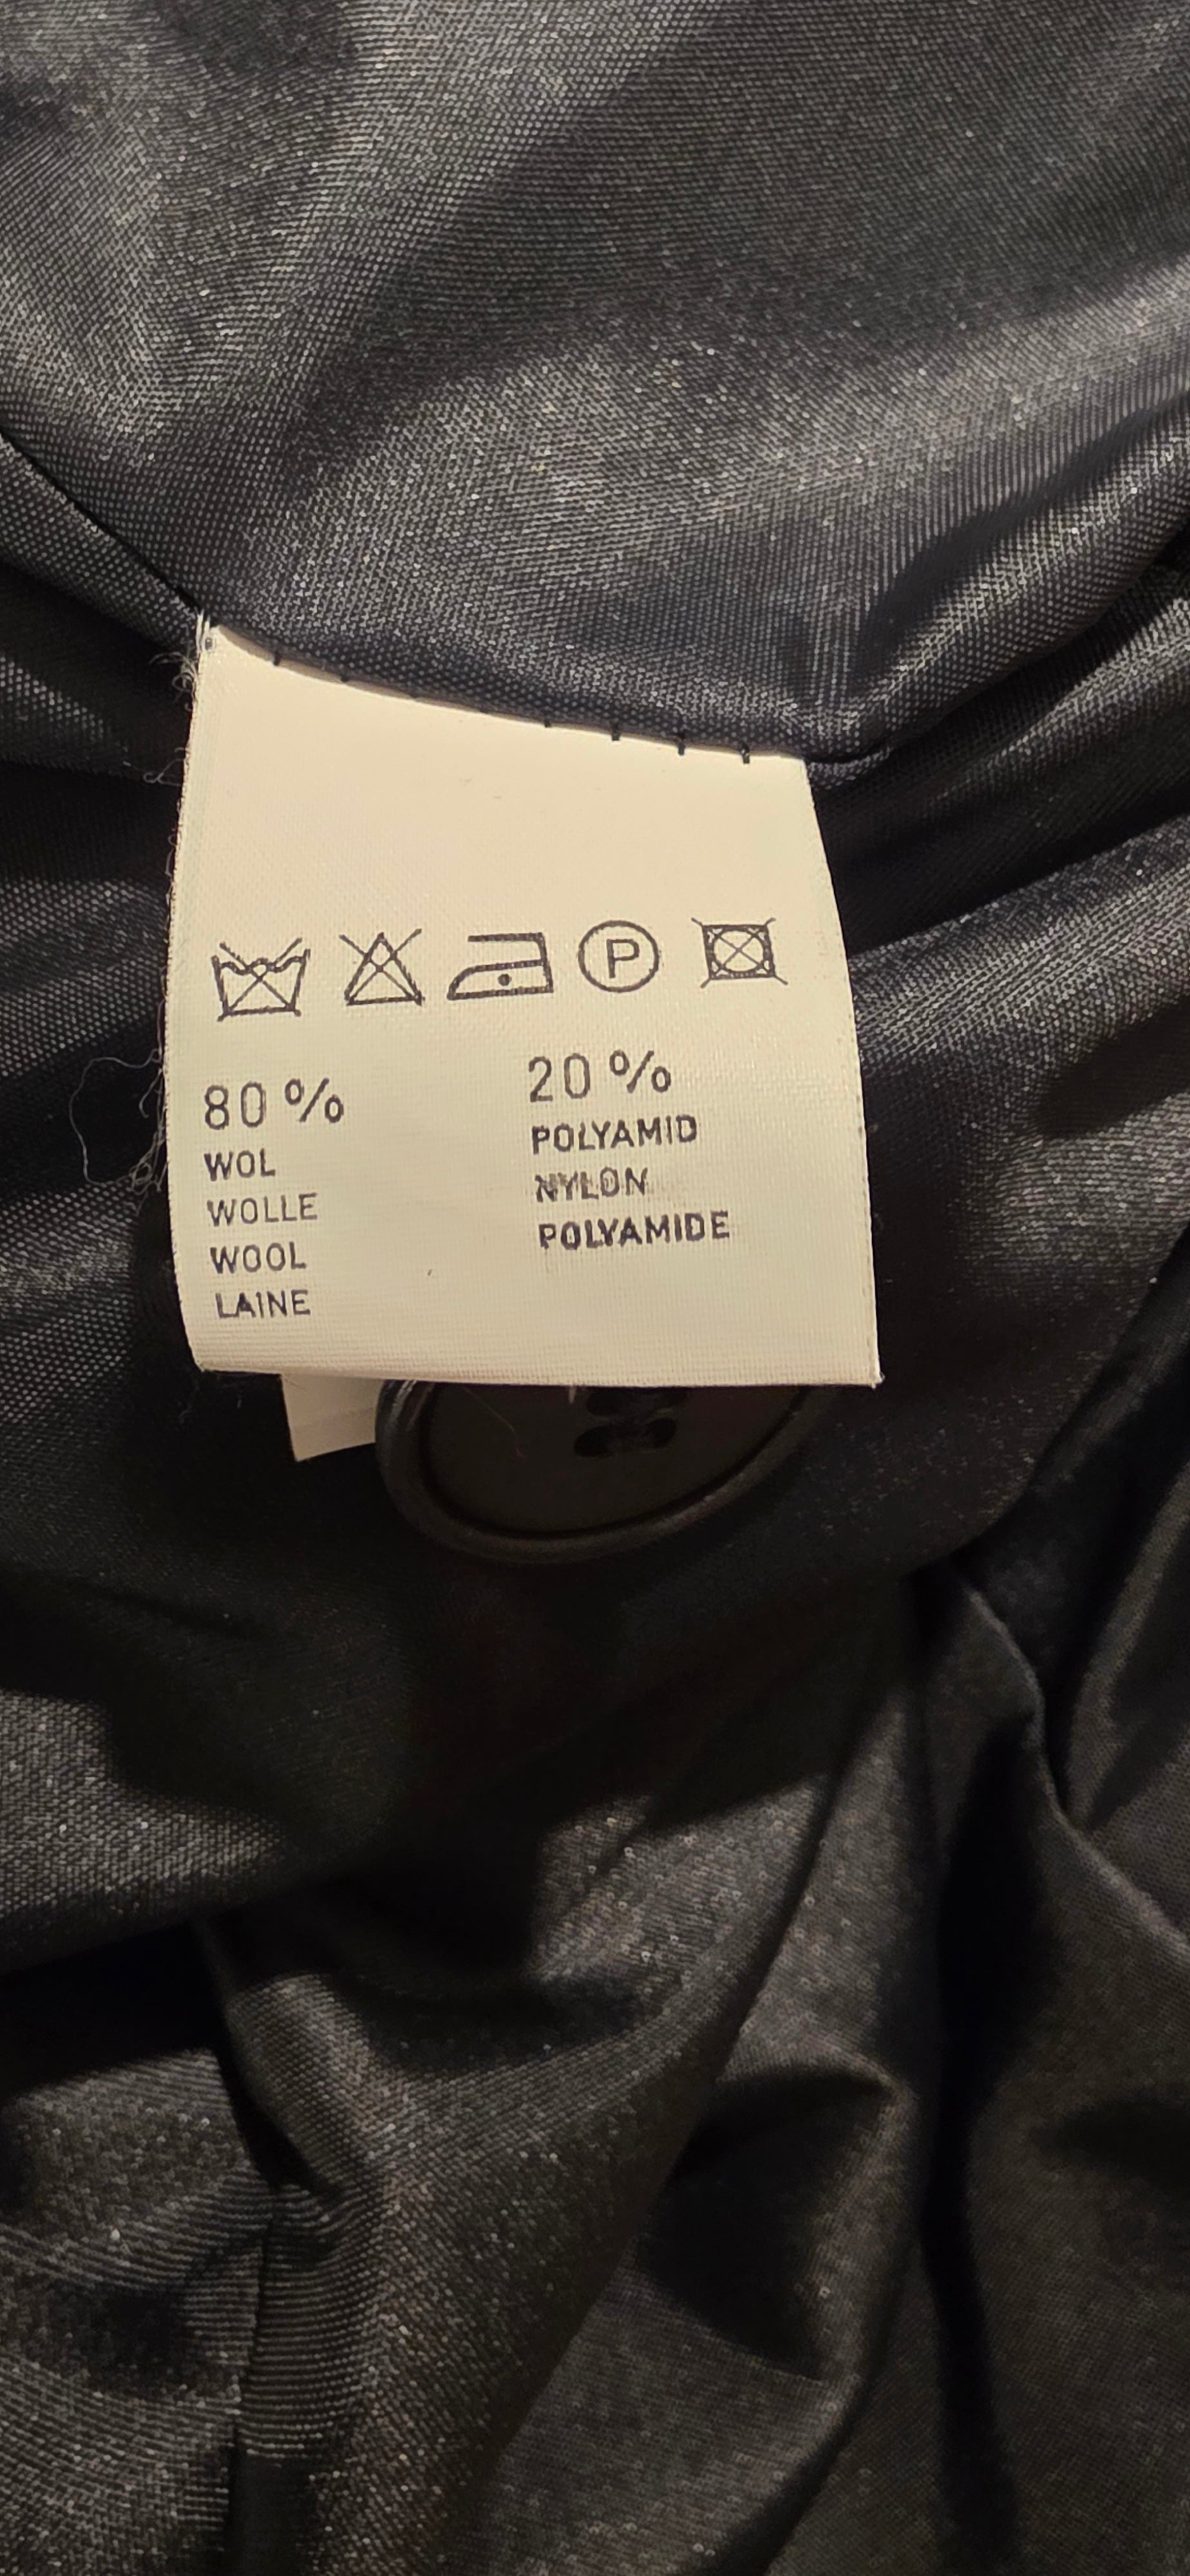 P
80 %
WOL
WOLLE
WOOL
LAINE
20 %
POLYAMID
NYLON
POLYAMIDE